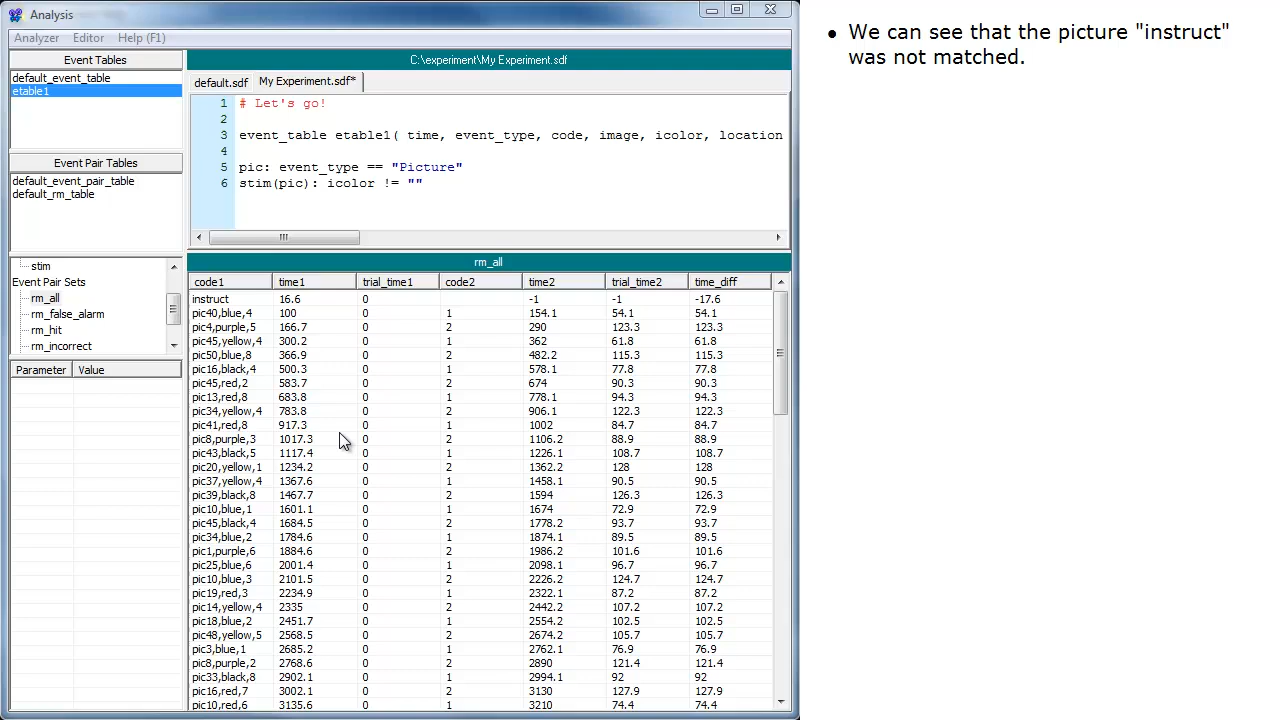 Analysis
Analyzer Editor Help (F1)
Event Tables
default_event_table
etable1
Event Pair Tables
default_event_pair_table
default_rm_table
stim
Event Pair Sets
rm_all
rm_false_alarm
rm_hit
rm_incorrect
Parameter Value
C:\experiment\My Experiment.sdf
default.sdf My Experiment.sdf*
1 # Let's go!
2
3 event_table etable1( time, event_type, code, image, icolor, location
4
5 pic: event_type == "Picture"
6 stim(pic): icolor != ""
rm_all
code1 time1 trial_time1 code2 time2 trial_time2 time_diff
instruct 16.6 0 -1 -1 -17.6
pic40,blue,4 100 0 1 154.1 54.1 54.1
pic4,purple,5 166.7 0 2 290 123.3 123.3
pic45,yellow,4 300.2 0 1 362 61.8 61.8
pic50,blue,8 366.9 0 2 482.2 115.3 115.3
pic16,black,4 500.3 0 1 578.1 77.8 77.8
pic45,red,2 583.7 0 2 674 90.3 90.3
pic13,red,8 683.8 0 1 778.1 94.3 94.3
pic34,yellow,4 783.8 0 2 906.1 122.3 122.3
pic41,red,8 917.3 0 1 1002 84.7 84.7
pic8,purple,3 1017.3 0 2 1106.2 88.9 88.9
pic43,black,5 1117.4 0 1 1226.1 108.7 108.7
pic20,yellow,1 1234.2 0 2 1362.2 128 128
pic37,yellow,4 1367.6 0 1 1458.1 90.5 90.5
pic39,black,8 1467.7 0 2 1594 126.3 126.3
pic10,blue,1 1601.1 0 1 1674 72.9 72.9
pic45,black,4 1684.5 0 2 1778.2 93.7 93.7
pic34,blue,2 1784.6 0 1 1874.1 89.5 89.5
pic1,purple,6 1884.6 0 2 1986.2 101.6 101.6
pic25,blue,6 2001.4 0 1 2098.1 96.7 96.7
pic10,blue,3 2101.5 0 2 2226.2 124.7 124.7
pic19,red,3 2234.9 0 1 2322.1 87.2 87.2
pic14,yellow,4 2335 0 2 2442.2 107.2 107.2
pic18,blue,2 2451.7 0 1 2554.2 102.5 102.5
pic48,yellow,5 2568.5 0 2 2674.2 105.7 105.7
pic3,blue,1 2685.2 0 1 2762.1 76.9 76.9
pic8,purple,2 2768.6 0 2 2890 121.4 121.4
pic33,black,8 2902.1 0 1 2994.1 92 92
pic16,red,7 3002.1 0 2 3130 127.9 127.9
pic10,red,6 3135.6 0 1 3210 74.4 74.4
• We can see that the picture "instruct"
was not matched.